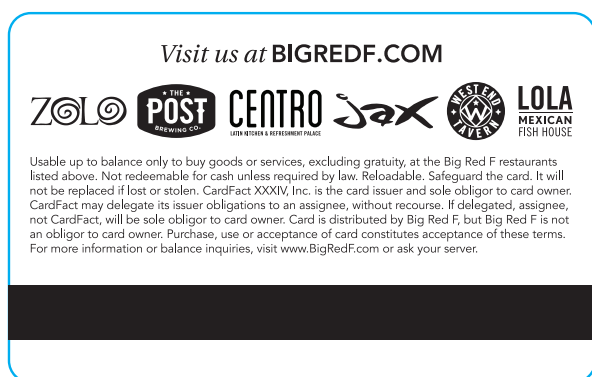 Visit us at BIGREDF.COM
ZOLO
THE
POST
BREWING CO.
CENTRO
LATIN KITCHEN & REFRESHMENT PALACE
jax
WEST END
W
TAVERN
LOLA
MEXICAN
FISH HOUSE
Usable up to balance only to buy goods or services, excluding gratuity, at the Big Red F restaurants
listed above. Not redeemable for cash unless required by law. Reloadable. Safeguard the card. It will
not be replaced if lost or stolen. CardFact XXXIV, Inc. is the card issuer and sole obligor to card owner.
CardFact may delegate its issuer obligations to an assignee, without recourse. If delegated, assignee,
not CardFact, will be sole obligor to card owner. Card is distributed by Big Red F, but Big Red F is not
an obligor to card owner. Purchase, use or acceptance of card constitutes acceptance of these terms.
For more information or balance inquiries, visit www.BigRedF.com or ask your server.